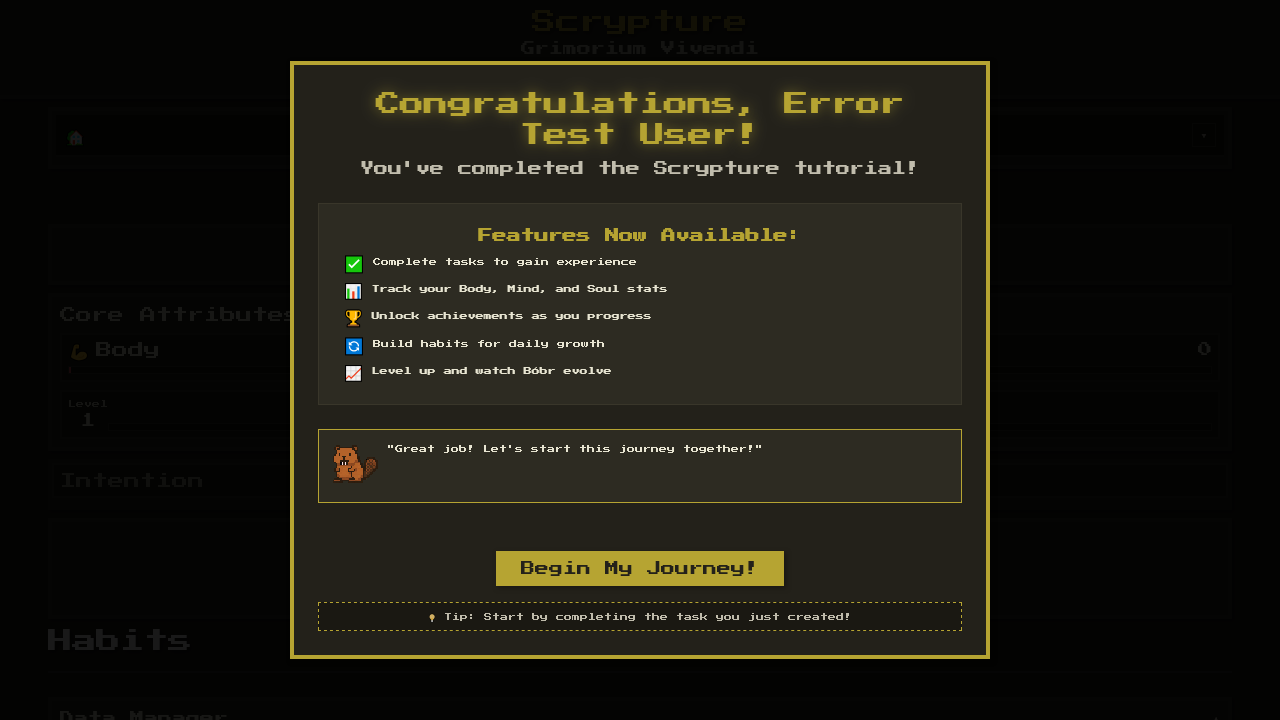 Scrypture
Grimorium Vivendi
Congratulations, Error
Test User!
You've completed the Scrypture tutorial!
Features Now Available:
Complete tasks to gain experience
Track your Body, Mind, and Soul stats
Unlock achievements as you progress
Build habits for daily growth
Level up and watch Bóbr evolve
"Great job! Let's start this journey together!"
Begin My Journey!
Tip: Start by completing the task you just created!
Core Attributes
Body
0
Level
1
Intention
Habits
Data Manager